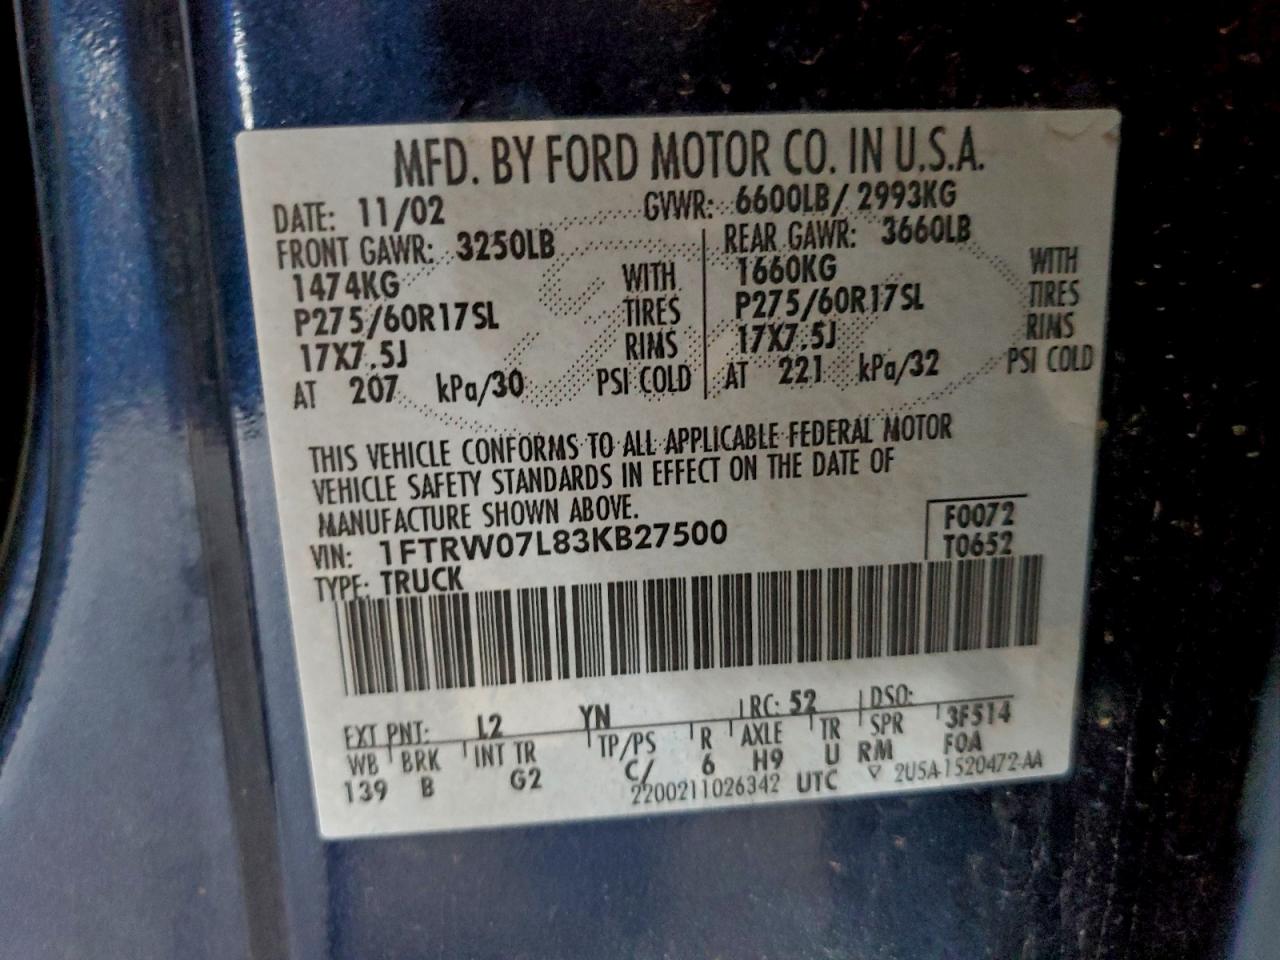 MFD. BY FORD MOTOR CO. IN U.S.A.
DATE: 11/02 GVWR: 6600LB/ 2993KG
FRONT GAWR: 3250LB REAR GAWR: 3660LB
1474KG WITH 1660KG WITH
P275/60R17SL TIRES P275/60R17SL TIRES
17X7.5J RIMS 17X7.5J RIMS
AT 207 kPa/30 PSI COLD AT 221 kPa/32 PSI COLD
THIS VEHICLE CONFORMS TO ALL APPLICABLE FEDERAL MOTOR
VEHICLE SAFETY STANDARDS IN EFFECT ON THE DATE OF
MANUFACTURE SHOWN ABOVE.
VIN: 1FTRW07L83KB27500 F0072
TYPE: TRUCK T0652
EXT PNT: L2 YN RC: 52 DSO: 3F514
WB BRK INT TR TP/PS R AXLE TR SPR F0A
139 B G2 C/ 6 H9 U RM
2200211026342 UTC ▽ 2U5A-1520472-AA